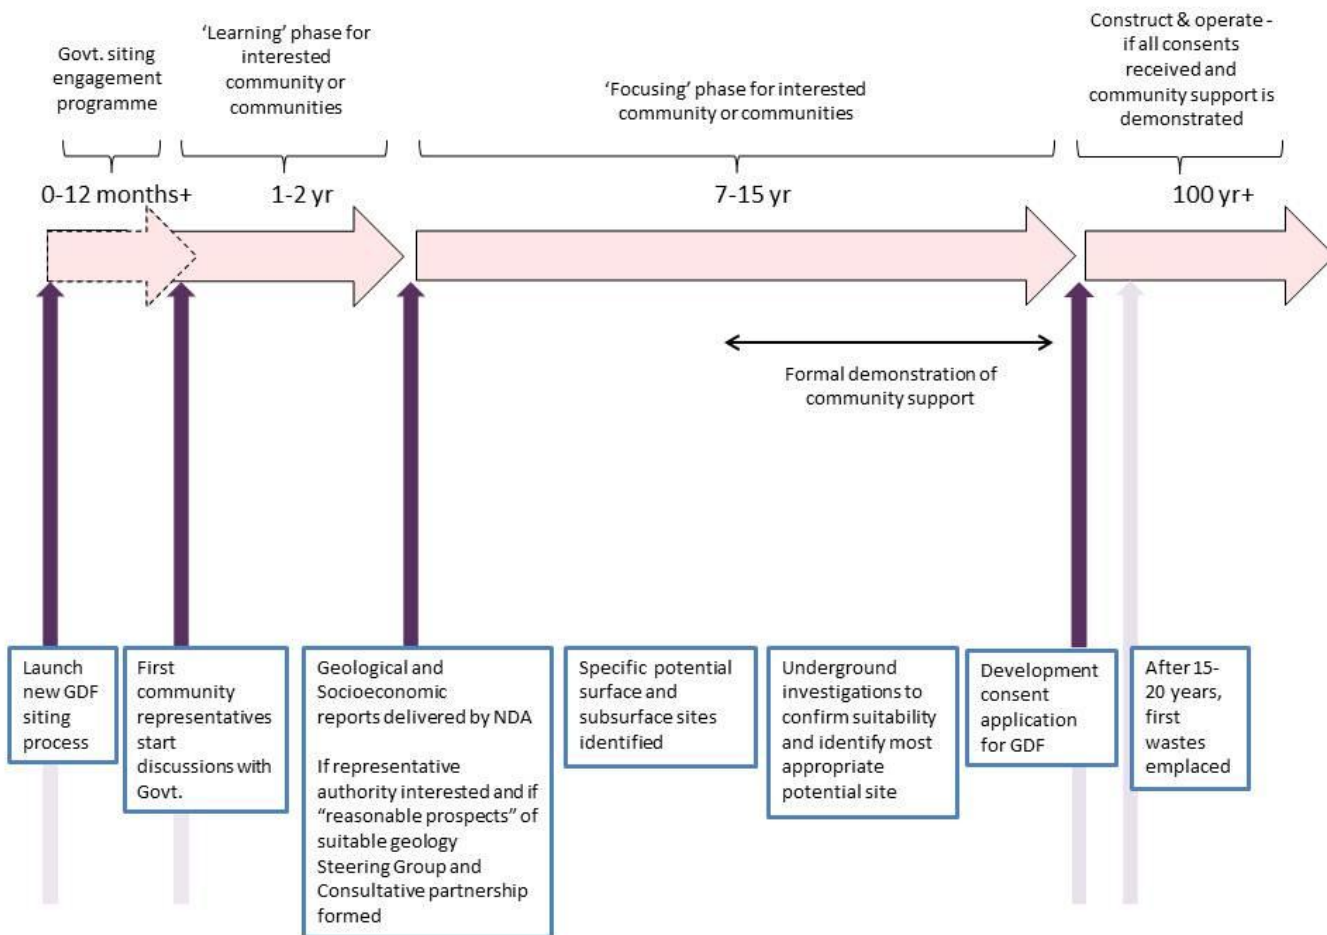 Govt. siting
engagement
programme
'Learning' phase for
interested
community or
communities
'Focusing' phase for interested
community or communities
Construct & operate -
if all consents
received and
community support is
demonstrated
0-12 months+
1-2 yr
7-15 yr
100 yr+
Formal demonstration of
community support
Launch
new GDF
siting
process
First
community
representatives
start
discussions with
Govt.
Geological and
Socioeconomic
reports delivered by NDA
If representative
authority interested and if
“reasonable prospects” of
suitable geology
Steering Group and
Consultative partnership
formed
Specific potential
surface and
subsurface sites
identified
Underground
investigations to
confirm suitability
and identify most
appropriate
potential site
Development
consent
application
for GDF
After 15-
20 years,
first
wastes
emplaced